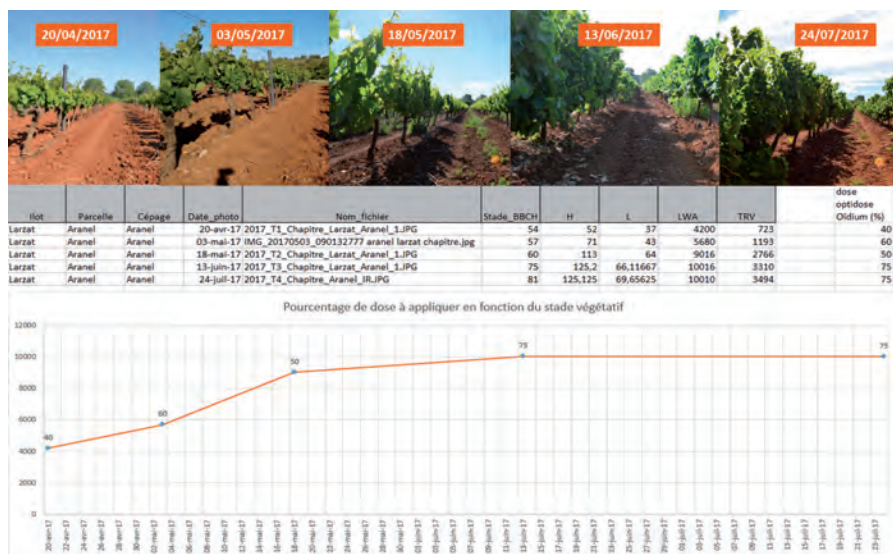 20/04/2017 03/05/2017 18/05/2017 13/06/2017 24/07/2017
dose
optidose
Ilot Parcelle Cépage Date_photo Nom_fichier Stade_BBCH H L LWA TRV Oïdium (%)
Larzat Aranel Aranel 20-avr-17 2017_T1_Chapitre_Larzat_Aranel_1.JPG 54 52 37 4200 723 40
Larzat Aranel Aranel 03-mai-17 IMG_20170503_090132777 aranel larzat chapitre.jpg 57 71 43 5680 1193 60
Larzat Aranel Aranel 18-mai-17 2017_T2_Chapitre_Larzat_Aranel_1.JPG 60 113 64 9016 2766 50
Larzat Aranel Aranel 13-juin-17 2017_T3_Chapitre_Larzat_Aranel_1.JPG 75 125,2 66,11667 10016 3310 75
Larzat Aranel Aranel 24-juil-17 2017_T4_Chapitre_Aranel_IR.JPG 81 125,125 69,65625 10010 3494 75
Pourcentage de dose à appliquer en fonction du stade végétatif
12000
10000
8000
6000
4000
2000
0
40 60 50 75 75
20-avr-17 22-avr-17 24-avr-17 26-avr-17 28-avr-17 30-avr-17 02-mai-17 04-mai-17 06-mai-17 08-mai-17 10-mai-17 12-mai-17 14-mai-17 16-mai-17 18-mai-17 20-mai-17 22-mai-17 24-mai-17 26-mai-17 28-mai-17 30-mai-17 01-juin-17 03-juin-17 05-juin-17 07-juin-17 09-juin-17 11-juin-17 13-juin-17 15-juin-17 17-juin-17 19-juin-17 21-juin-17 23-juin-17 25-juin-17 27-juin-17 29-juin-17 01-juil-17 03-juil-17 05-juil-17 07-juil-17 09-juil-17 11-juil-17 13-juil-17 15-juil-17 17-juil-17 19-juil-17 21-juil-17 23-juil-17